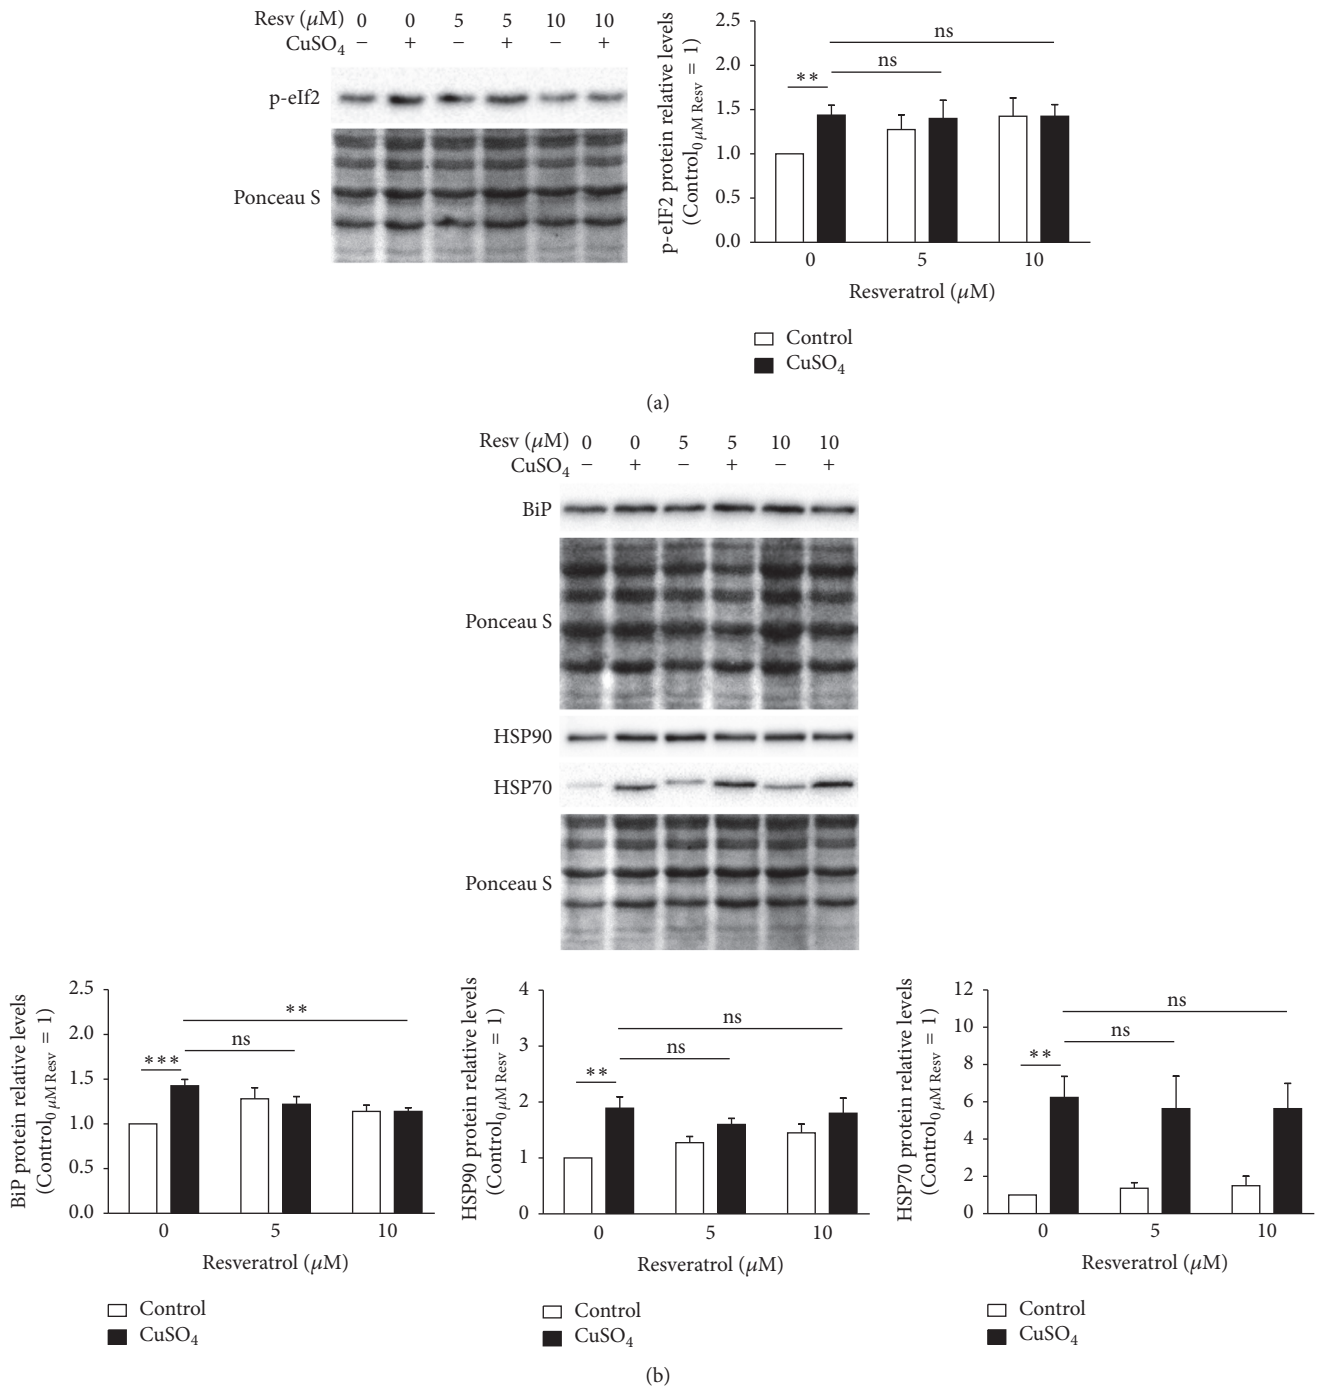 Resv (μM) 0 0 5 5 10 10
CuSO4 − + − + − +
p-eIf2
Ponceau S
p-eIF2 protein relative levels
(Control0 μM Resv = 1)
2.5
2.0
1.5
1.0
0.5
0.0
ns
ns
**
0 5 10
Resveratrol (μM)
Control
CuSO4
(a)
Resv (μM) 0 0 5 5 10 10
CuSO4 − + − + − +
BiP
Ponceau S
HSP90
HSP70
Ponceau S
BiP protein relative levels
(Control0 μM Resv = 1)
2.5
2.0
1.5
1.0
0.5
0.0
**
ns
***
0 5 10
Resveratrol (μM)
Control
CuSO4
HSP90 protein relative levels
(Control0 μM Resv = 1)
4
3
2
1
0
ns
ns
**
0 5 10
Resveratrol (μM)
Control
CuSO4
HSP70 protein relative levels
(Control0 μM Resv = 1)
12
10
8
6
4
2
0
ns
ns
**
0 5 10
Resveratrol (μM)
Control
CuSO4
(b)